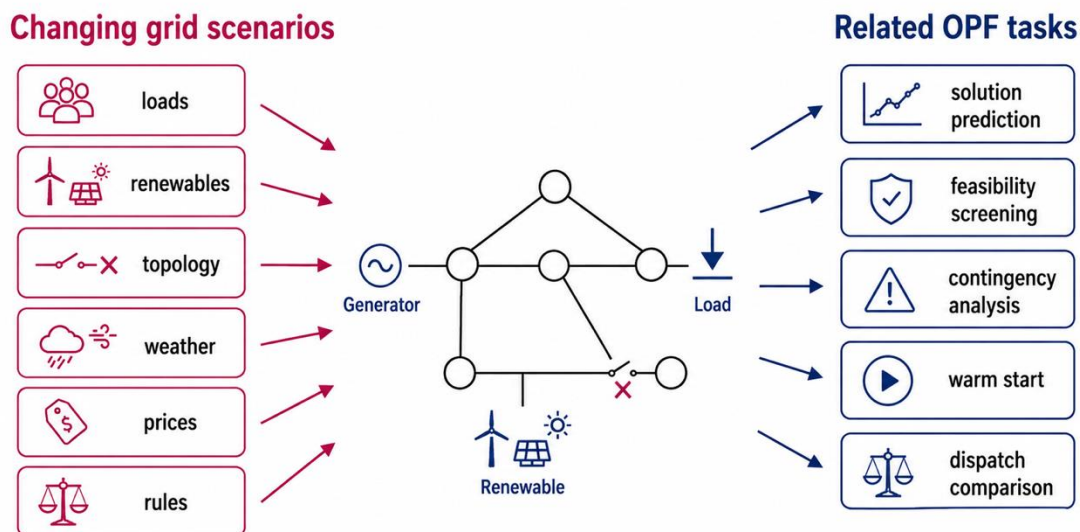 Changing grid scenarios
loads
renewables
topology
weather
prices
rules
Generator
Load
Renewable
Related OPF tasks
solution
prediction
feasibility
screening
contingency
analysis
warm start
dispatch
comparison